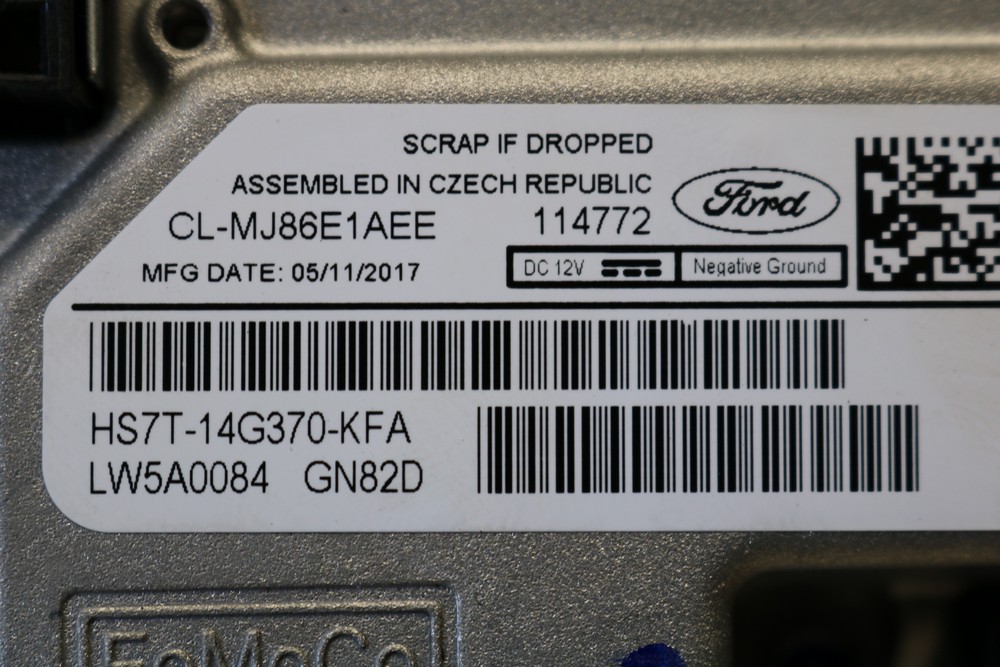 SCRAP IF DROPPED
ASSEMBLED IN CZECH REPUBLIC
CL-MJ86E1AEE 114772
Ford
MFG DATE: 05/11/2017
DC 12V Negative Ground
HS7T-14G370-KFA
LW5A0084 GN82D
FoMoCo